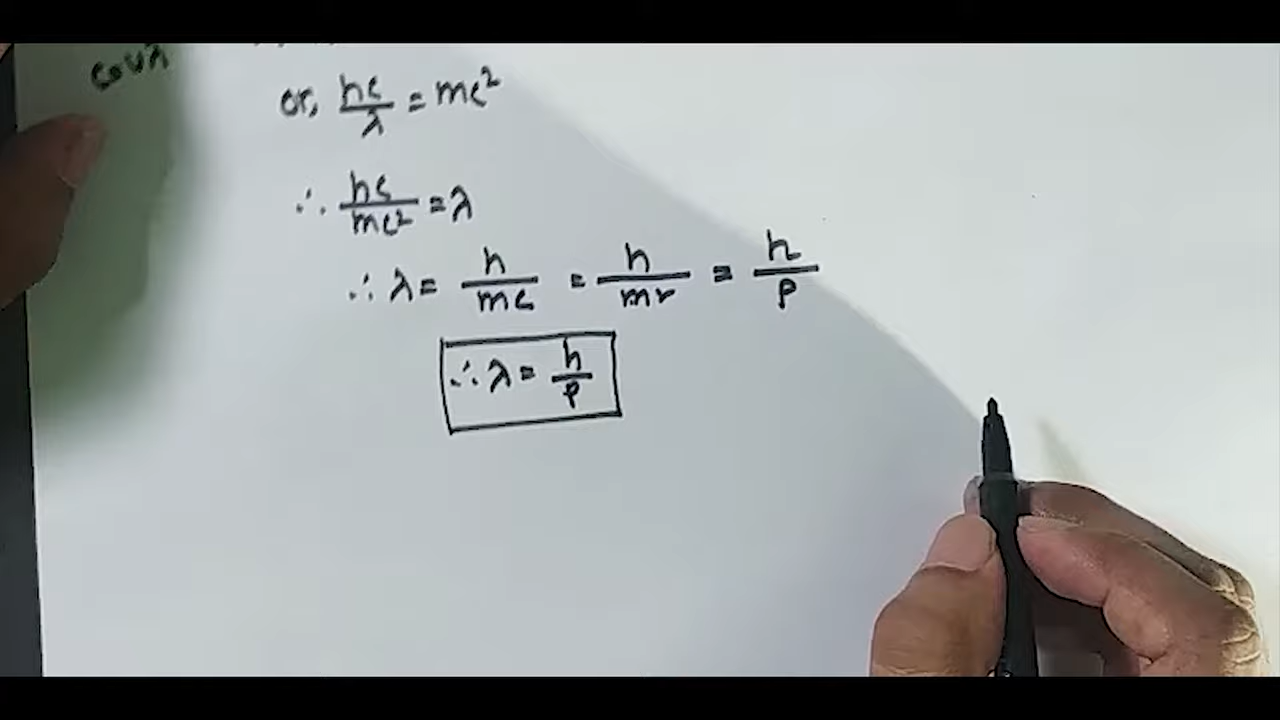 or, hc/λ = mc²
∴ hc/mc² = λ
∴ λ = h/mc = h/mv = h/p
∴ λ = h/p